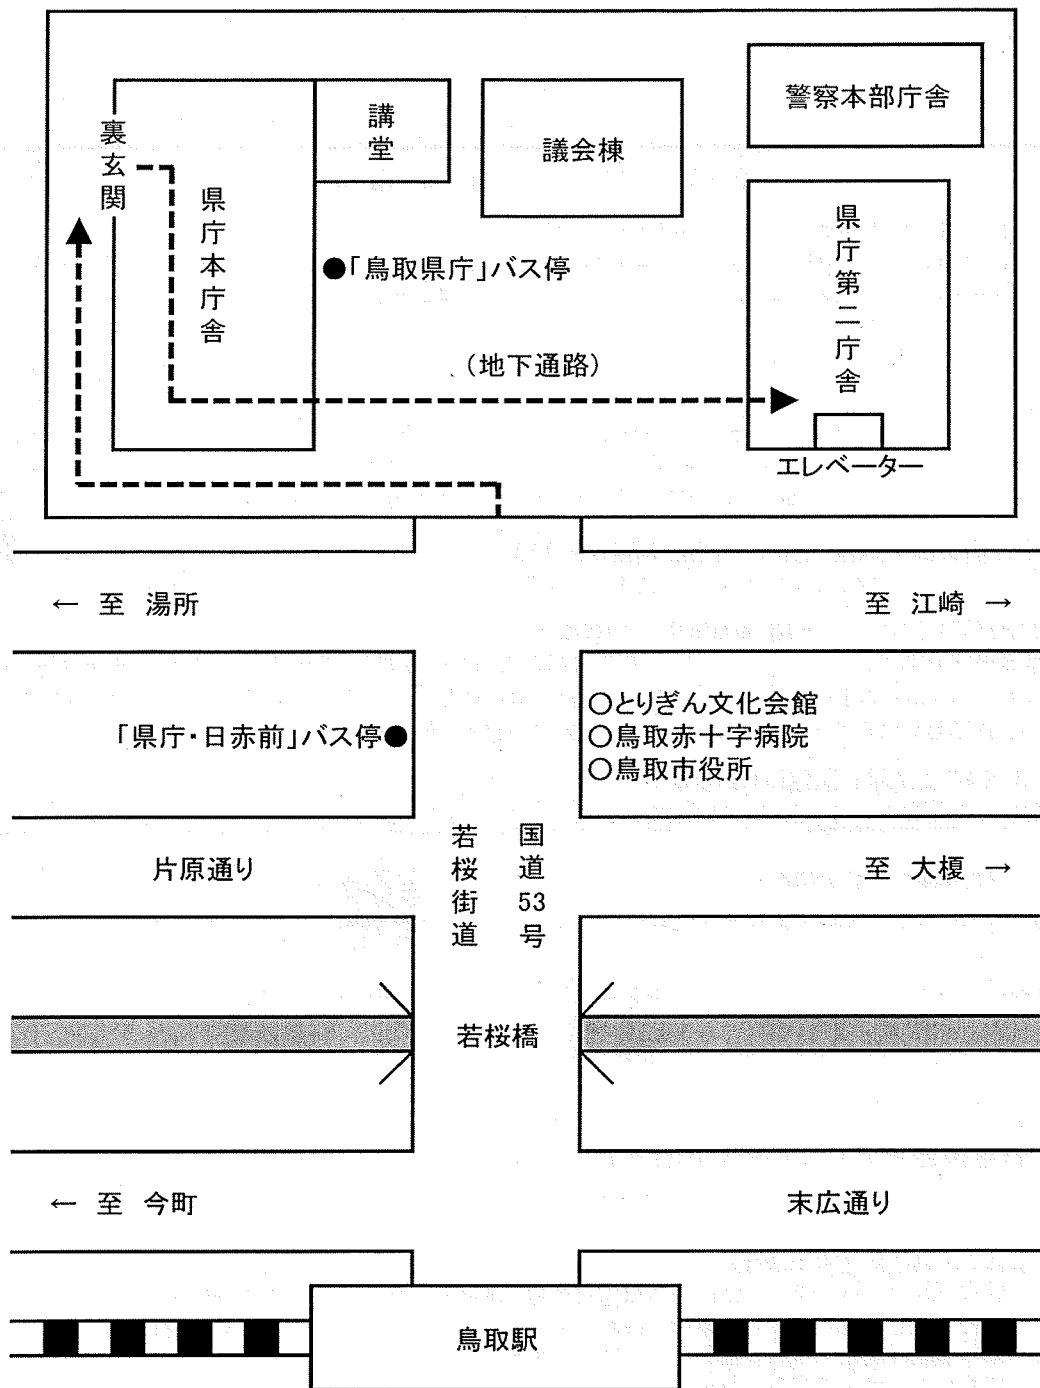 警察本部庁舎
講堂
議会棟
裏玄関
県庁本庁舎
県庁第二庁舎
●「鳥取県庁」バス停
(地下通路)
エレベーター
← 至 湯所
至 江崎 →
「県庁・日赤前」バス停●
○とりぎん文化会館
○鳥取赤十字病院
○鳥取市役所
若桜街道
国道53号
片原通り
至 大榎 →
若桜橋
← 至 今町
末広通り
鳥取駅